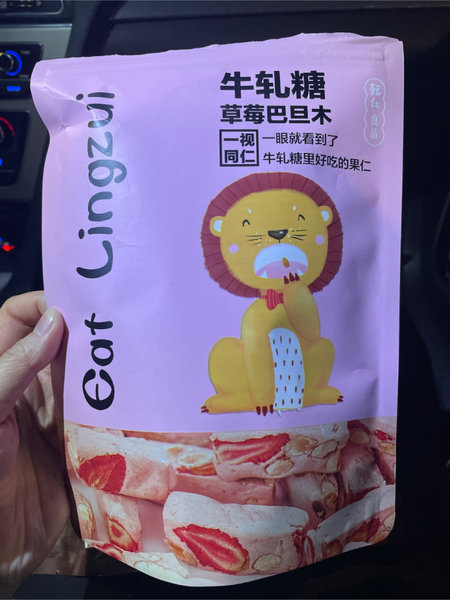 Eat Lingzui
牛轧糖
草莓巴旦木
一视
同仁
一眼就看到了
牛轧糖里好吃的果仁